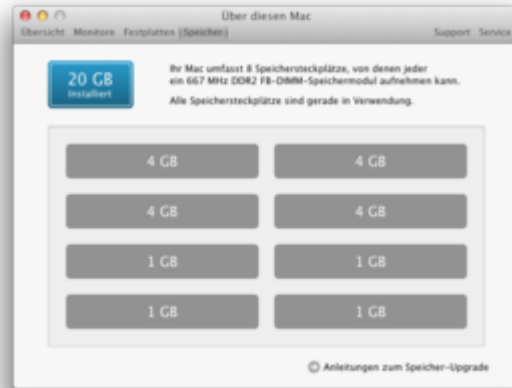 Über diesen Mac
Übersicht Monitore Festplatten Speicher Support Service
20 GB
Installiert
Ihr Mac umfasst 8 Speichersteckplätze, von denen jeder
ein 667 MHz DDR2 FB-DIMM-Speichermodul aufnehmen kann.
Alle Speichersteckplätze sind gerade in Verwendung.
4 GB 4 GB
4 GB 4 GB
1 GB 1 GB
1 GB 1 GB
Anleitungen zum Speicher-Upgrade